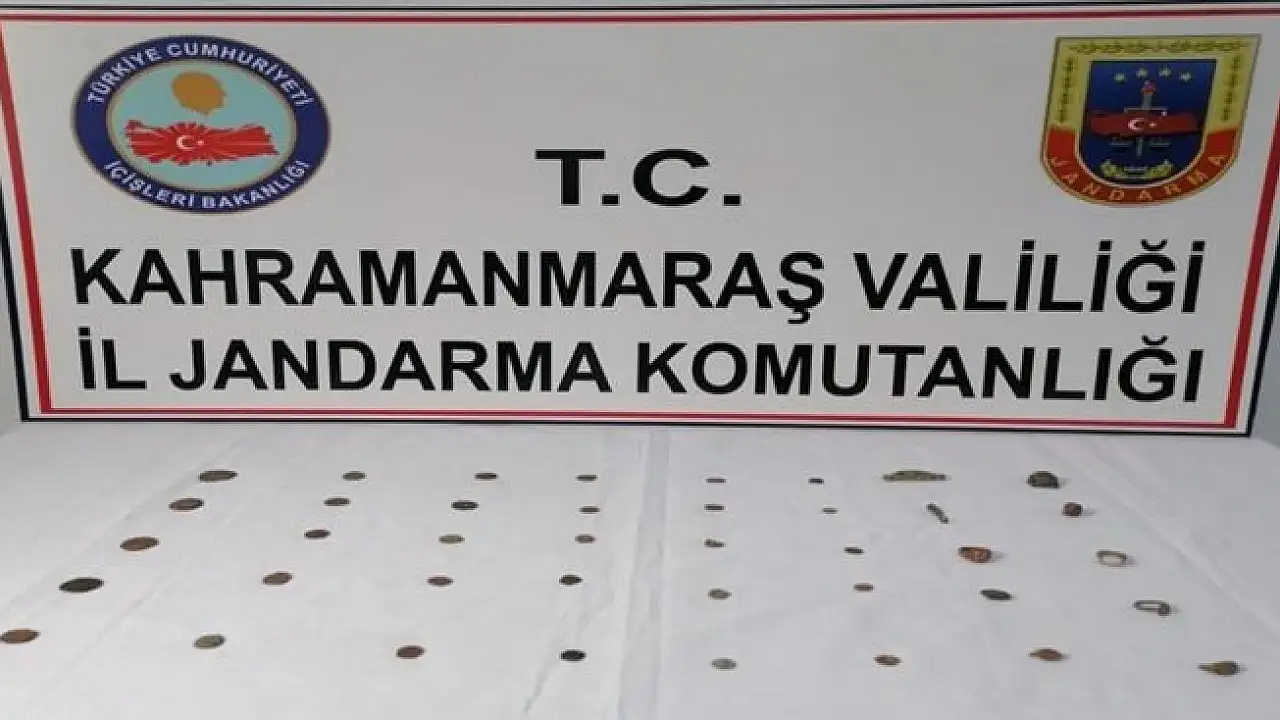 TÜRKİYE CUMHURİYETİ
İÇİŞLERİ BAKANLIĞI
JANDARMA
T.C.
KAHRAMANMARAŞ VALİLİĞİ
İL JANDARMA KOMUTANLIĞI